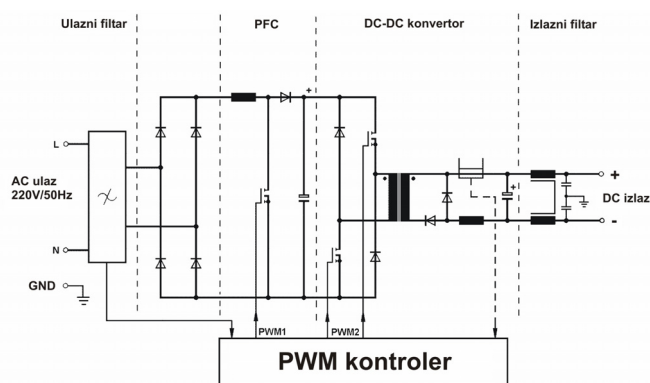 Ulazni filtar
PFC
DC-DC konvertor
Izlazni filtar
+
L
AC ulaz
220V/50Hz
N
GND
+
+
DC izlaz
-
PWM1
PWM2
PWM kontroler